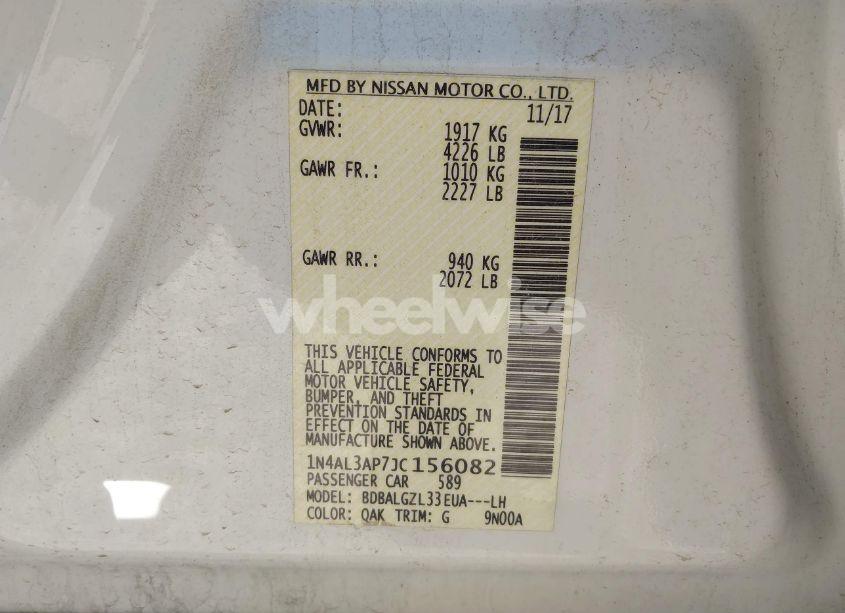 MFD BY NISSAN MOTOR CO., LTD.
DATE: 11/17
GVWR: 1917 KG
4226 LB
GAWR FR.: 1010 KG
2227 LB
GAWR RR.: 940 KG
2072 LB
wheelwise
THIS VEHICLE CONFORMS TO
ALL APPLICABLE FEDERAL
MOTOR VEHICLE SAFETY,
BUMPER, AND THEFT
PREVENTION STANDARDS IN
EFFECT ON THE DATE OF
MANUFACTURE SHOWN ABOVE.
1N4AL3AP7JC156082
PASSENGER CAR 589
MODEL: BDBALGZL33EUA---LH
COLOR: QAK TRIM: G 9N00A